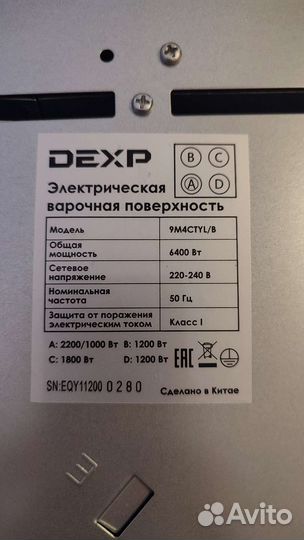 DEXP
B C
A D
Электрическая
варочная поверхность
Модель 9M4CTYL/B
Общая
мощность 6400 Вт
Сетевое
напряжение 220-240 В
Номинальная
частота 50 Гц
Защита от поражения
электрическим током Класс I
A: 2200/1000 Вт B: 1200 Вт
C: 1800 Вт D: 1200 Вт
EAC
SN:EQY11200 0280
Сделано в Китае
E
Avito